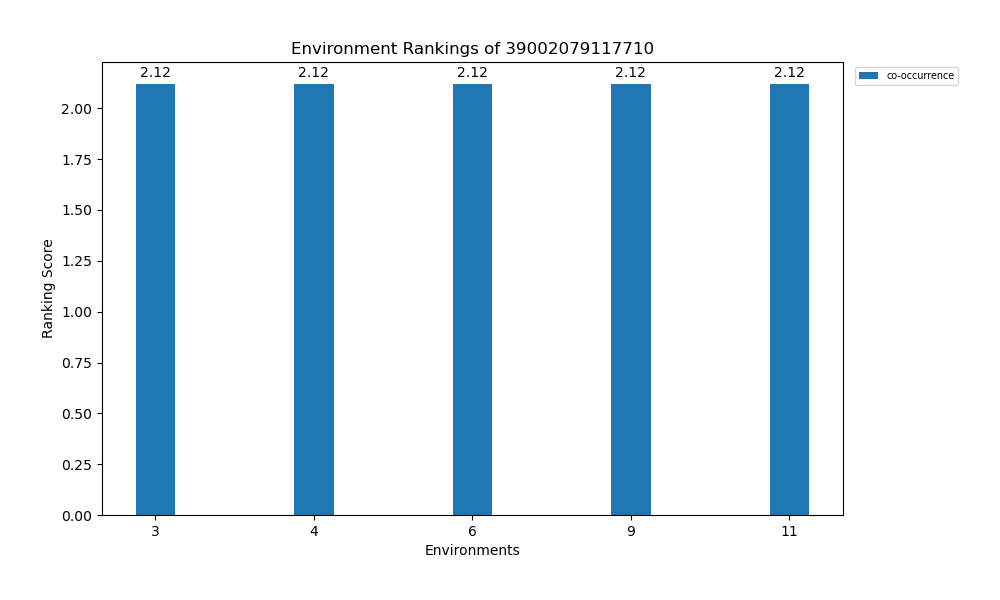 Environment Rankings of 39002079117710
2.12 2.12 2.12 2.12 2.12
co-occurrence
2.00
1.75
1.50
1.25
1.00
0.75
0.50
0.25
0.00
Ranking Score
3 4 6 9 11
Environments